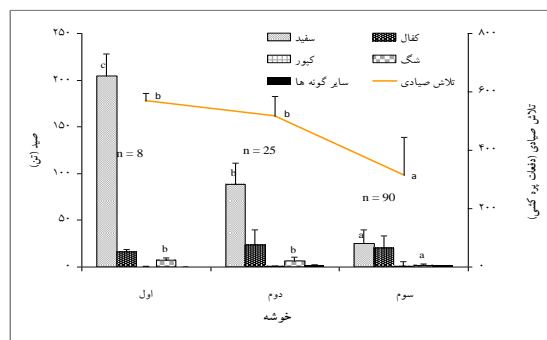 سفید
کفال
کپور
شگ
سایر گونه ها
تلاش صیادی
صید (تن)
۲۵۰
۲۰۰
۱۵۰
۱۰۰
۵۰
۰
تلاش صیادی (دفعات پره کشی)
۸۰۰
۶۰۰
۴۰۰
۲۰۰
۰
c
b
b
n = 8
n = 25
n = 90
b
a
a
b
b
a
اول
دوم
سوم
خوشه